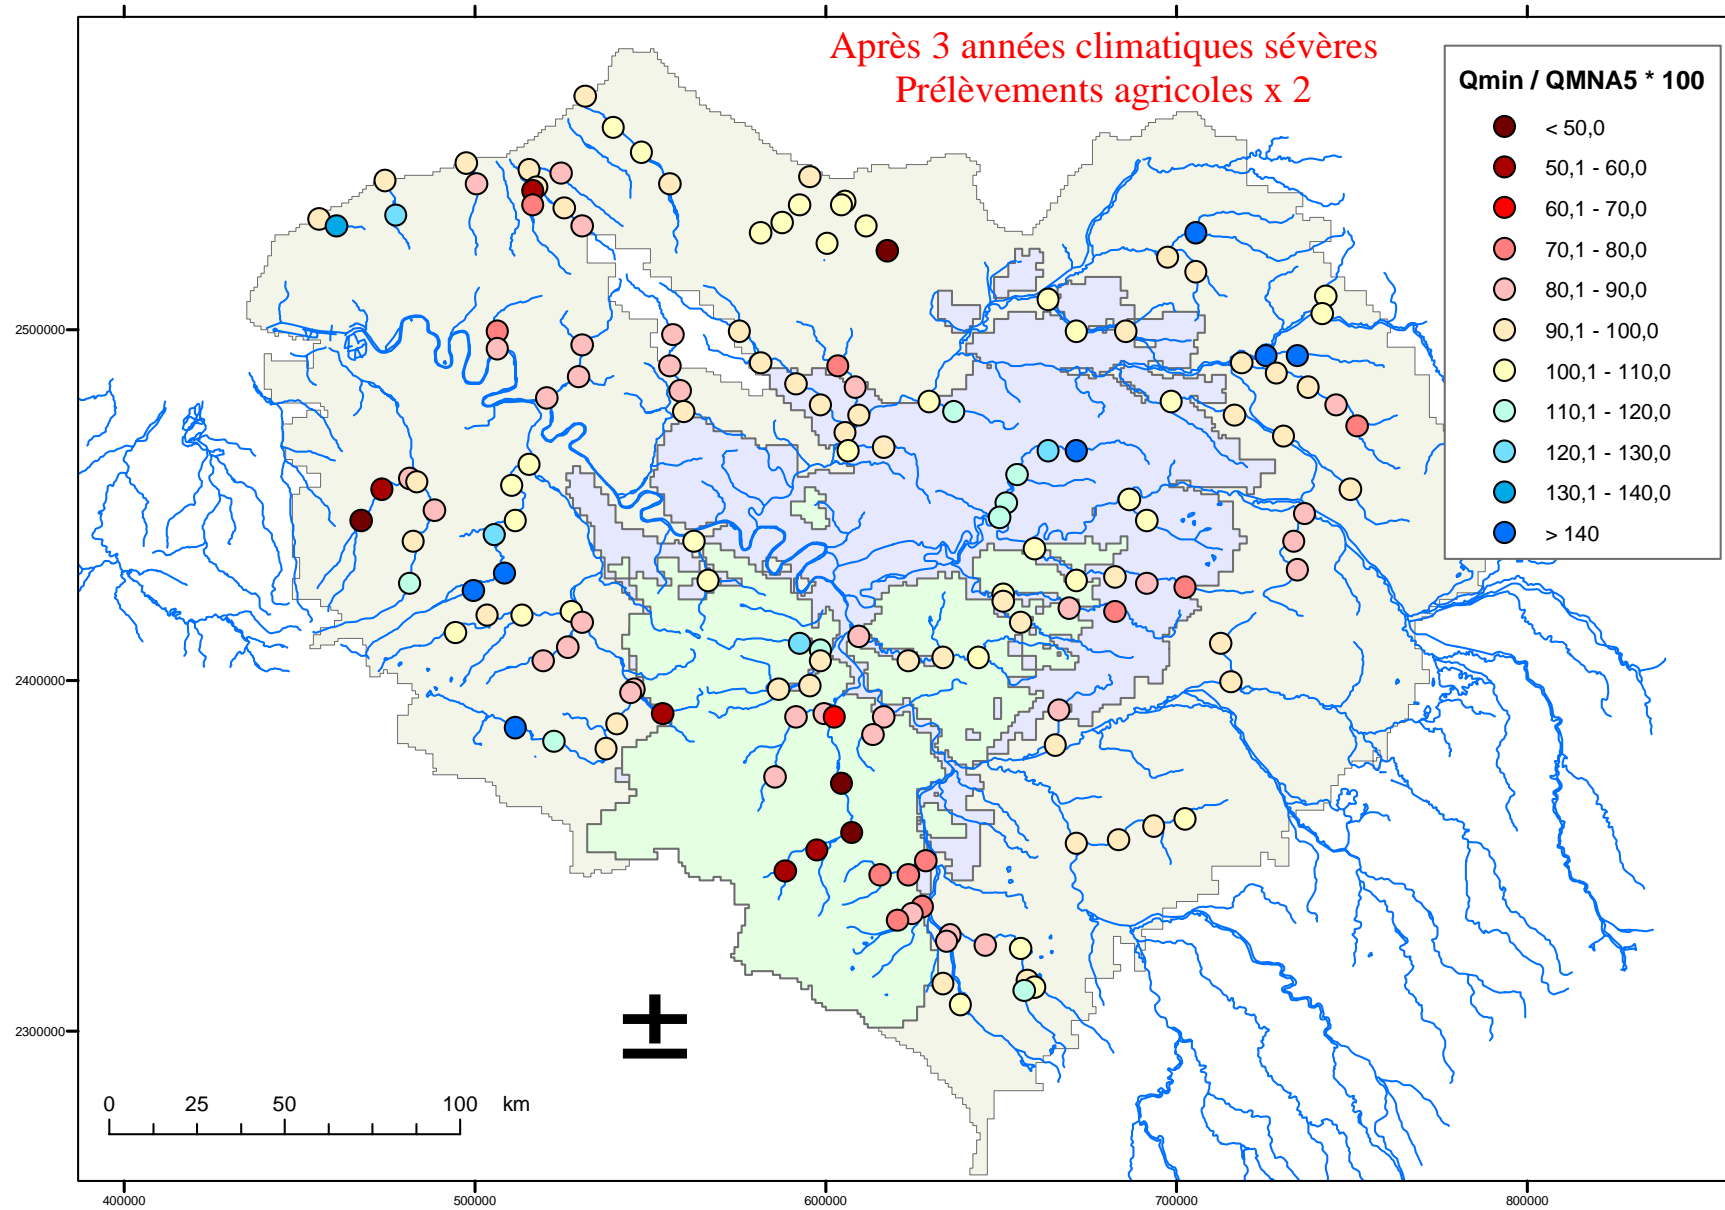 Après 3 années climatiques sévères
Prélèvements agricoles x 2
Qmin / QMNA5 * 100
< 50,0
50,1 - 60,0
60,1 - 70,0
70,1 - 80,0
80,1 - 90,0
90,1 - 100,0
100,1 - 110,0
110,1 - 120,0
120,1 - 130,0
130,1 - 140,0
> 140
2500000
2400000
2300000
0 25 50 100 km
400000 500000 600000 700000 800000